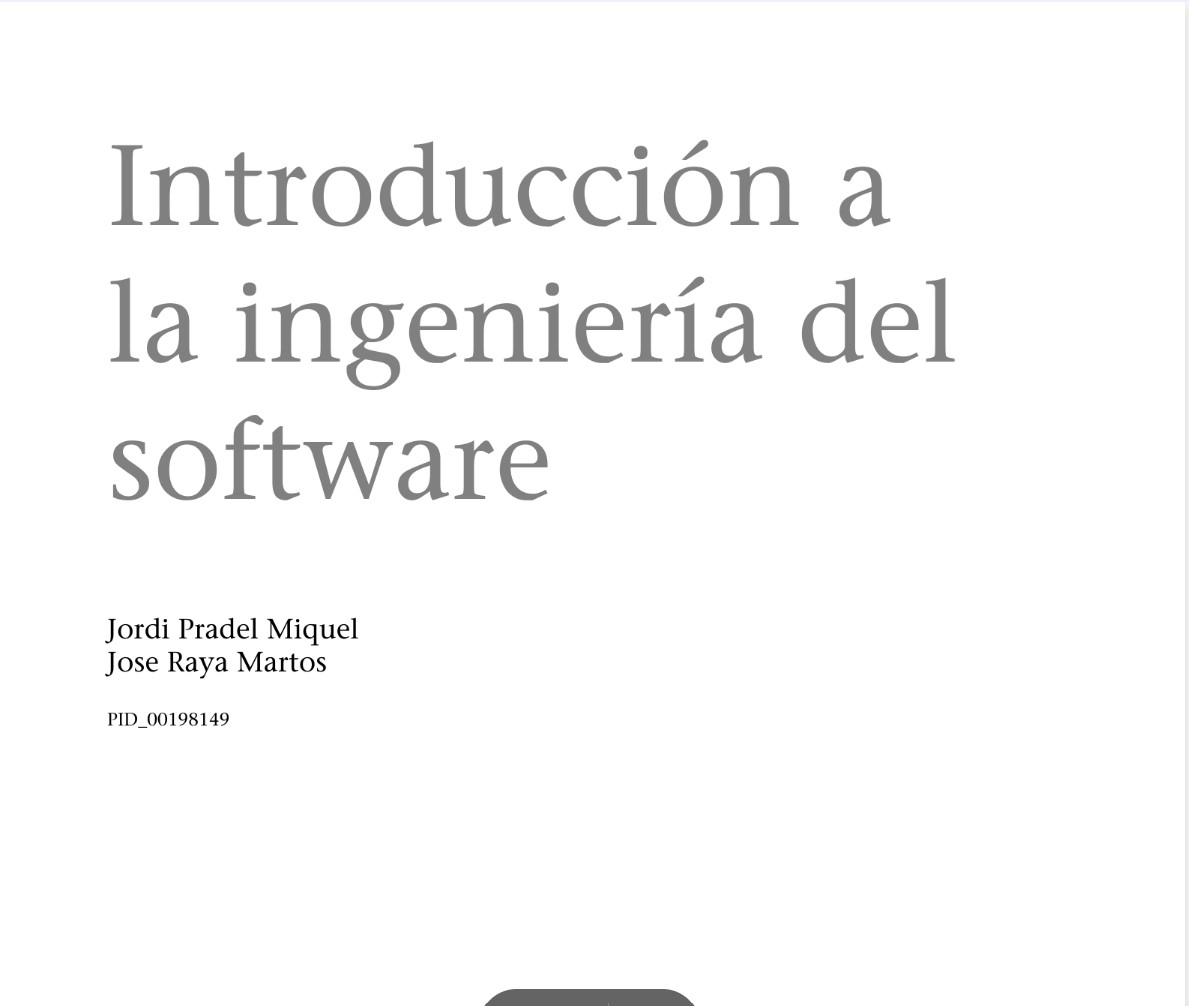 Introducción a
la ingeniería del
software
Jordi Pradel Miquel
Jose Raya Martos
PID_00198149